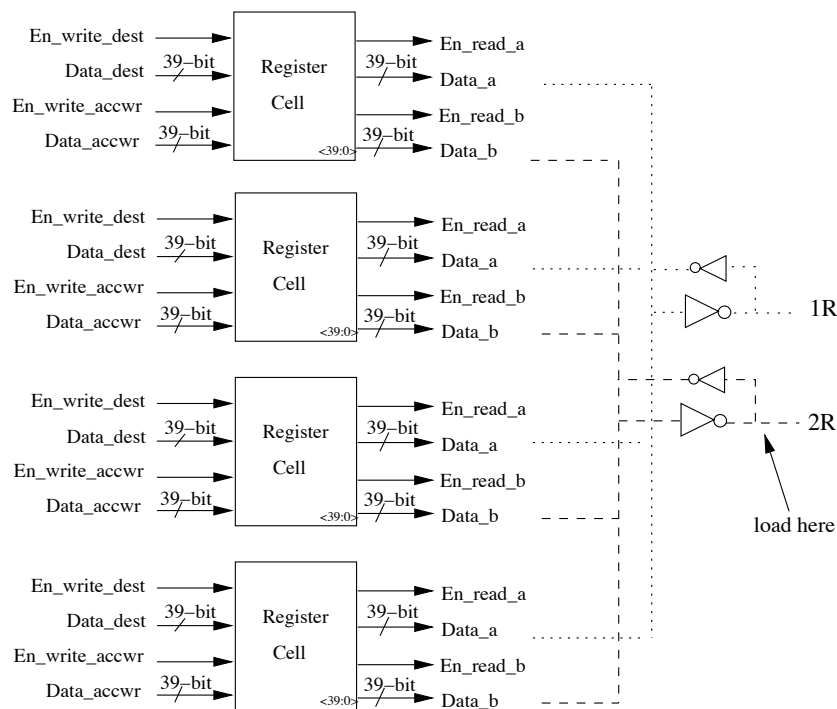 En_write_dest
39−bit
Data_dest
En_write_accwr
39−bit
Data_accwr
Register
Cell
<39:0>
En_read_a
39−bit
Data_a
En_read_b
39−bit
Data_b
En_write_dest
39−bit
Data_dest
En_write_accwr
39−bit
Data_accwr
Register
Cell
<39:0>
En_read_a
39−bit
Data_a
En_read_b
39−bit
Data_b
1R
En_write_dest
39−bit
Data_dest
En_write_accwr
39−bit
Data_accwr
Register
Cell
<39:0>
En_read_a
39−bit
Data_a
En_read_b
39−bit
Data_b
2R
load here
En_write_dest
39−bit
Data_dest
En_write_accwr
39−bit
Data_accwr
Register
Cell
<39:0>
En_read_a
39−bit
Data_a
En_read_b
39−bit
Data_b